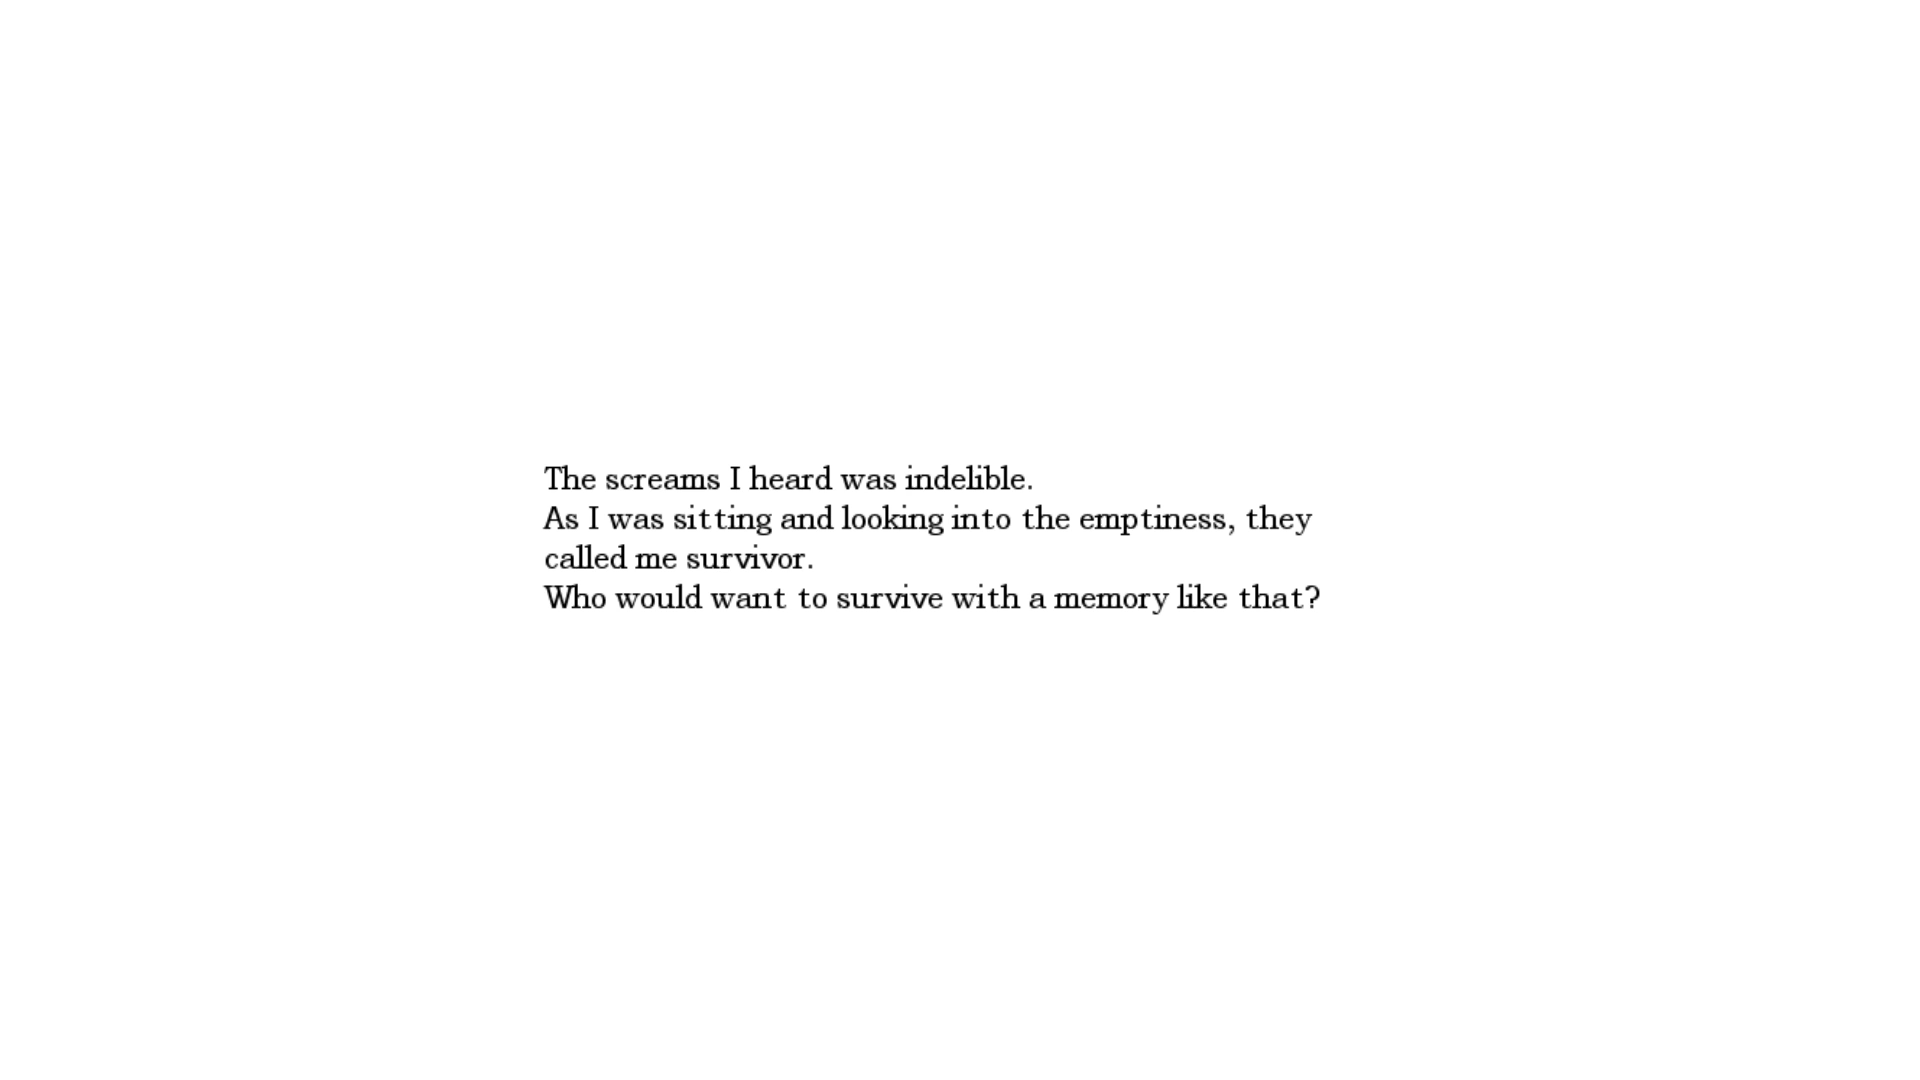 The screams I heard was indelible.
As I was sitting and looking into the emptiness, they
called me survivor.
Who would want to survive with a memory like that?